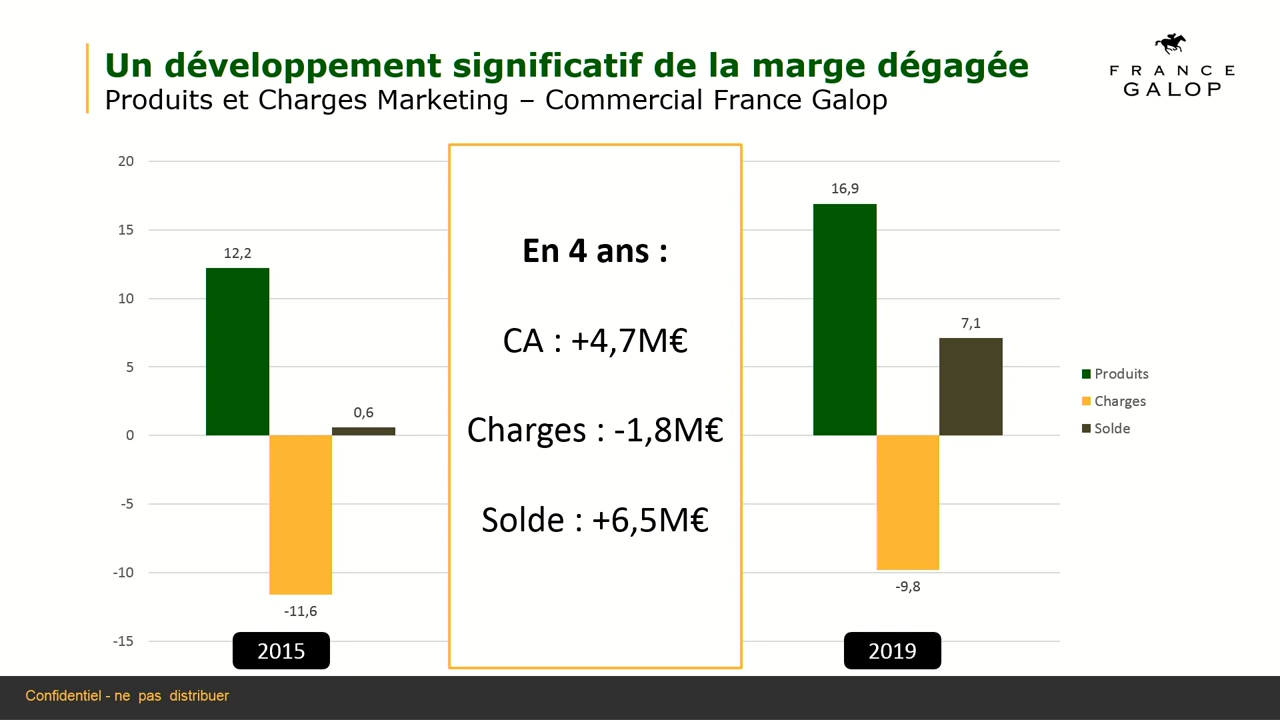 Un développement significatif de la marge dégagée
Produits et Charges Marketing – Commercial France Galop
FRANCE
GALOP
20
15
10
5
0
-5
-10
-15
12,2
-11,6
0,6
2015
En 4 ans :
CA : +4,7M€
Charges : -1,8M€
Solde : +6,5M€
16,9
-9,8
7,1
2019
Produits
Charges
Solde
Confidentiel - ne pas distribuer